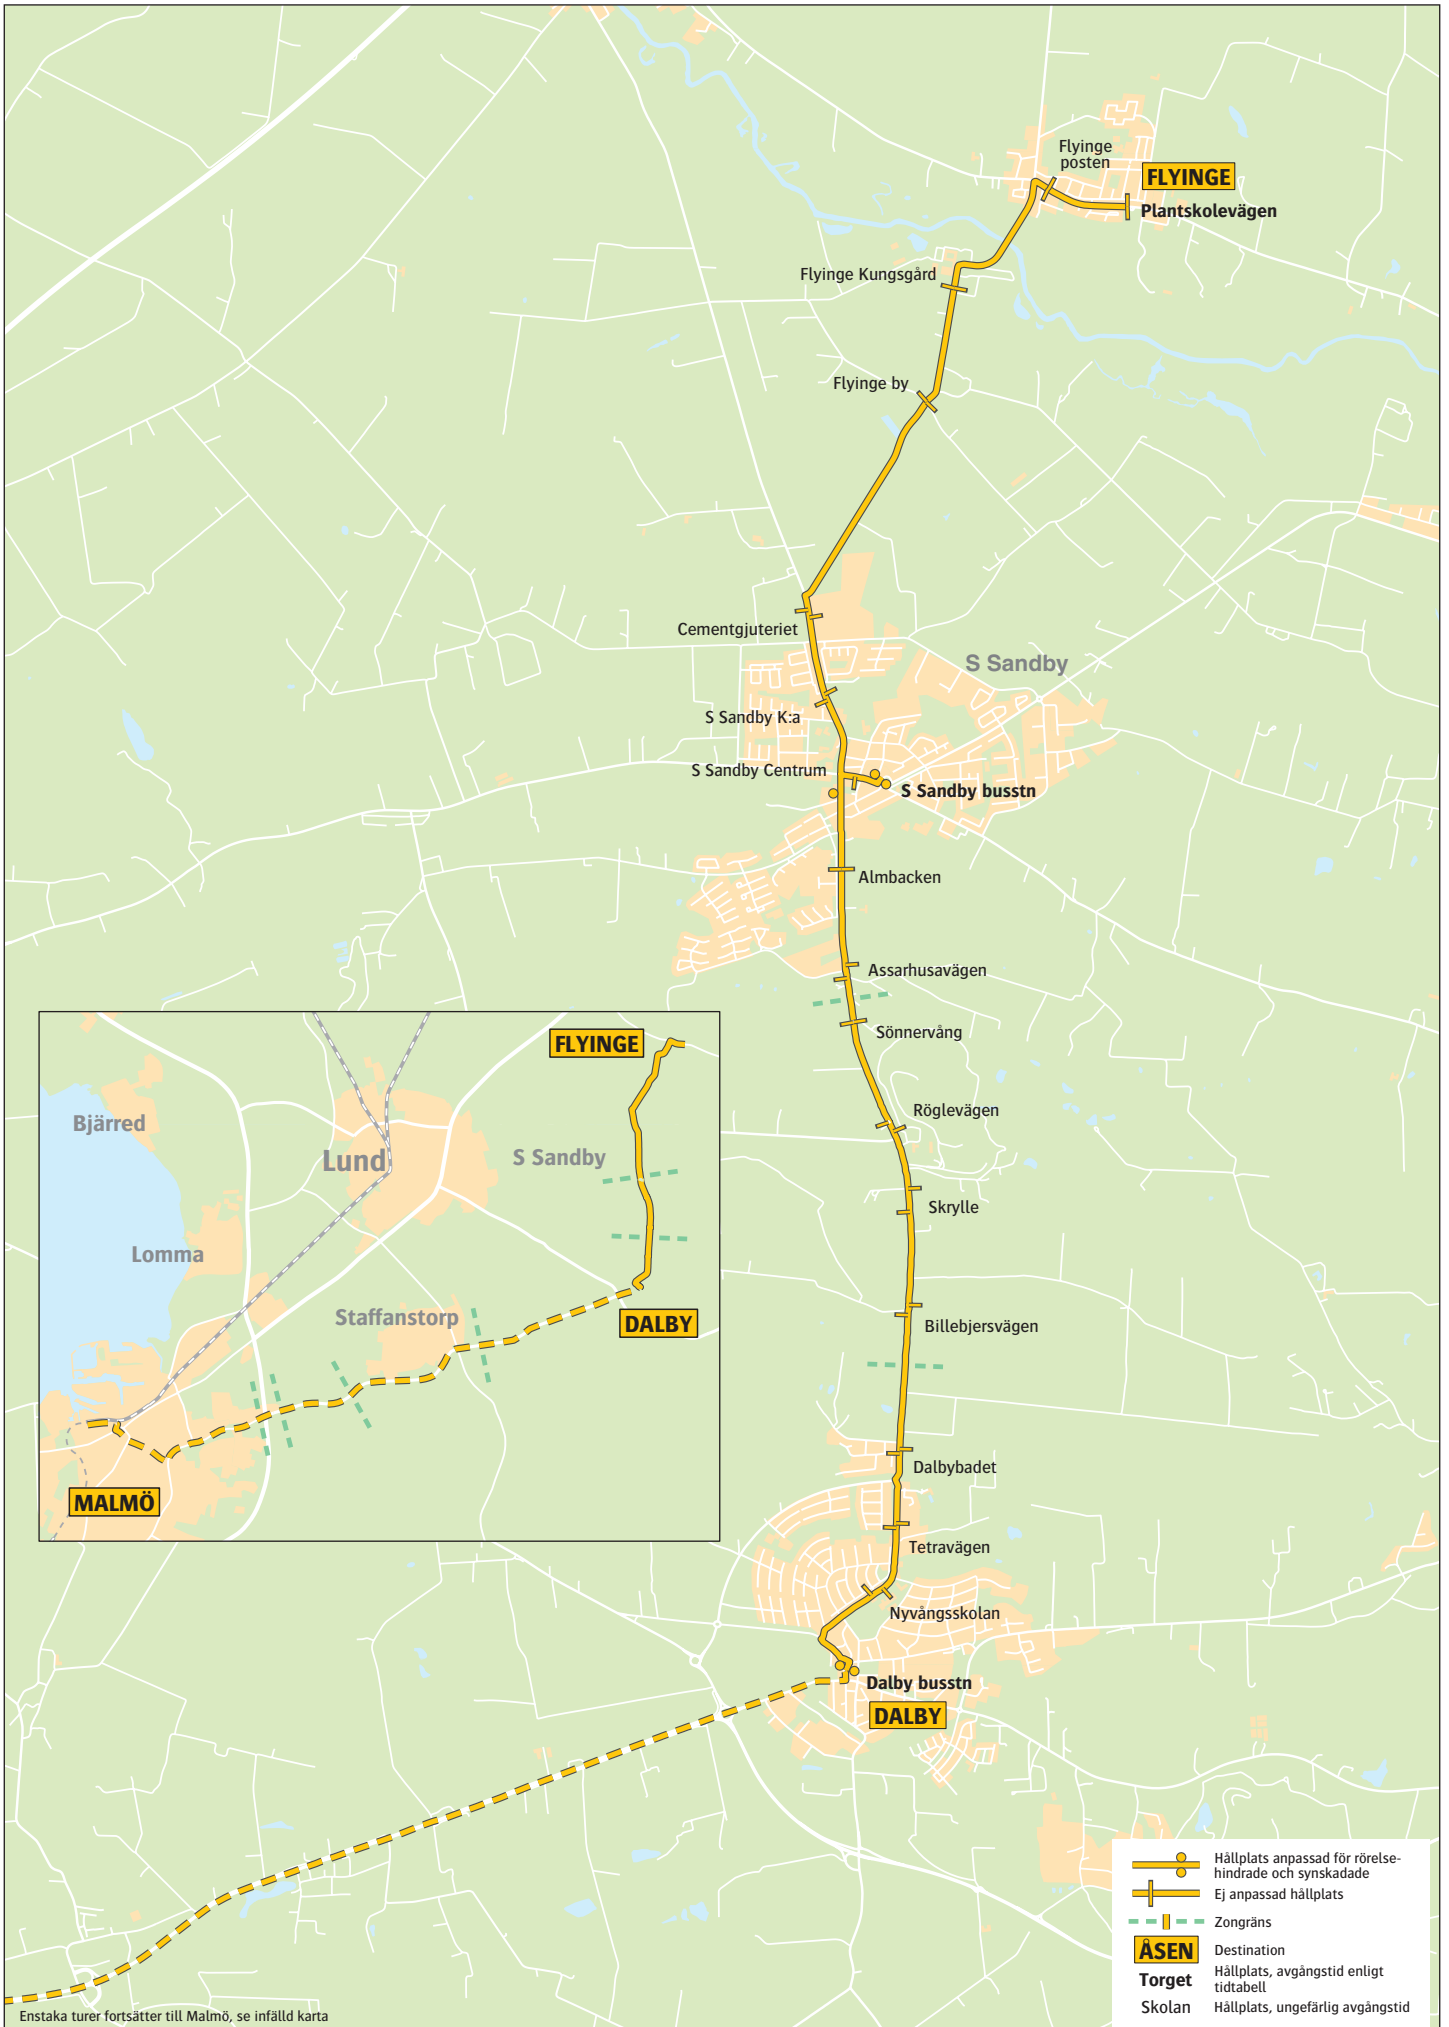 Flyinge
posten
FLYINGE
Plantskolevägen
Flyinge Kungsgård
Flyinge by
Cementgjuteriet
S Sandby
S Sandby K:a
S Sandby Centrum
S Sandby busstn
Almbacken
Assarhusavägen
Sönnervång
Röglevägen
Skrylle
Billebjersvägen
Dalbybadet
Tetravägen
Nyvångsskolan
Dalby busstn
DALBY
FLYINGE
Bjärred
Lund
S Sandby
Lomma
Staffanstorp
DALBY
MALMÖ
Hållplats anpassad för rörelse-
hindrade och synskadade
Ej anpassad hållplats
Zongräns
ÅSEN Destination
Torget Hållplats, avgångstid enligt
tidtabell
Skolan Hållplats, ungefärlig avgångstid
Enstaka turer fortsätter till Malmö, se infälld karta